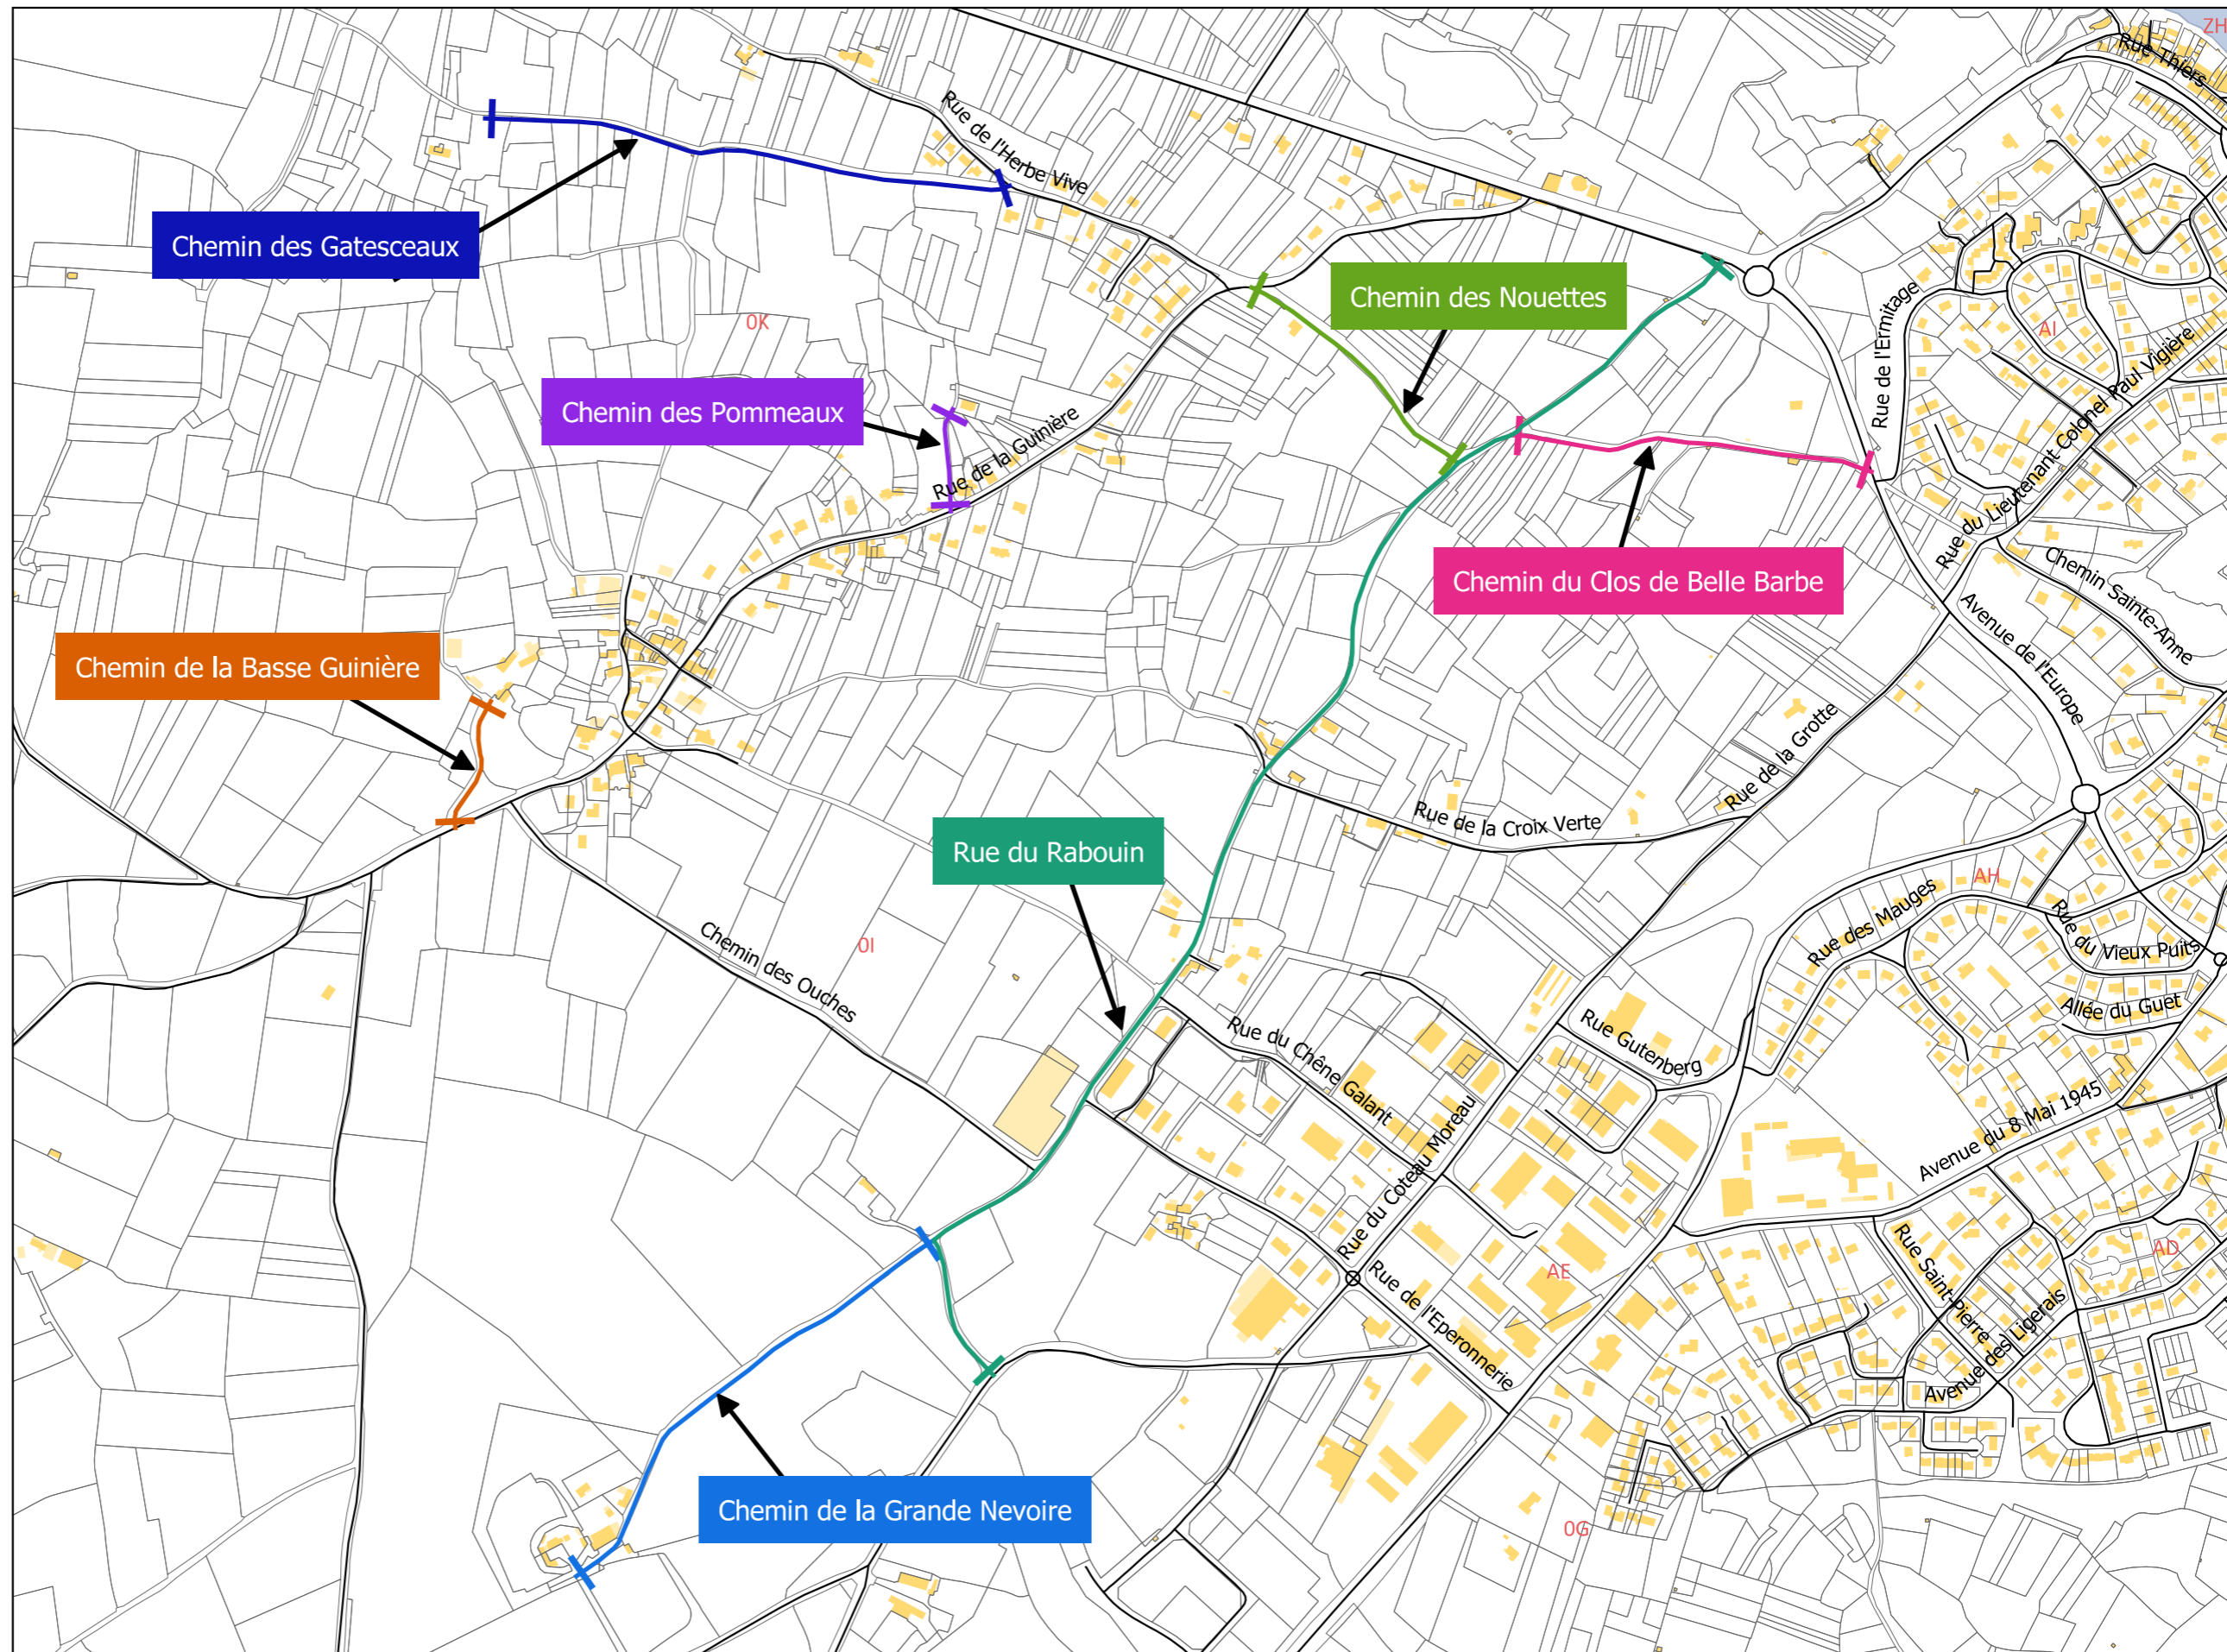 ZH
Rue Thiers
Rue de l'Herbe Vive
Chemin des Gatesceaux
Chemin des Nouettes
Rue de l'Ermitage
0K
AI
Chemin des Pommeaux
Rue de la Guinière
Rue du Lieutenant Colonel Paul Vigière
Chemin du Clos de Belle Barbe
Chemin Sainte-Anne
Avenue de l'Europe
Chemin de la Basse Guinière
Rue de la Grotte
Rue de la Croix Verte
Rue du Rabouin
AH
Rue des Mauges
Rue du Vieux Puits
0I
Chemin des Ouches
Allée du Guet
Rue du Chêne Galant
Rue Gutenberg
Avenue du 8 Mai 1945
Rue du Coteau Moreau
AD
AE
Rue Saint-Pierre
Rue de l'Eperonnerie
Avenue des Ligerais
Chemin de la Grande Nevoire
0G